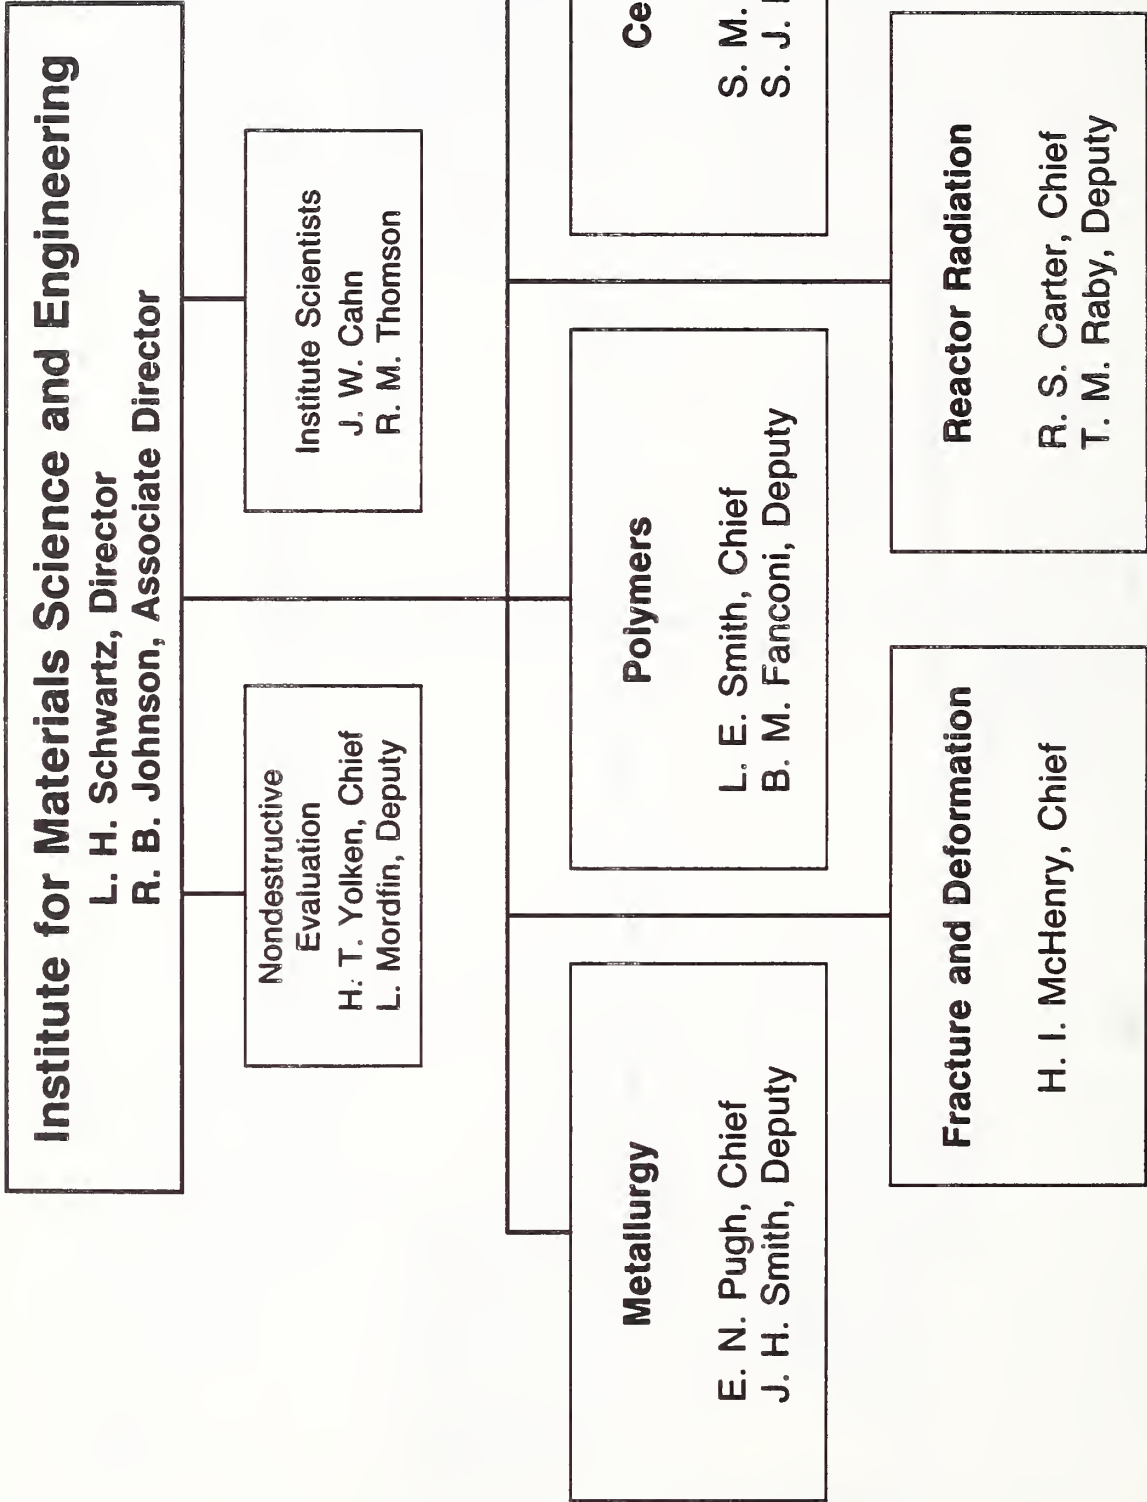 Institute for Materials Science and Engineering
L. H. Schwartz, Director
R. B. Johnson, Associate Director
Nondestructive
Evaluation
H. T. Yolken, Chief
L. Mordfin, Deputy
Institute Scientists
J. W. Cahn
R. M. Thomson
Metallurgy
E. N. Pugh, Chief
J. H. Smith, Deputy
Polymers
L. E. Smith, Chief
B. M. Fanconi, Deputy
Ce
S. M.
S. J.
Fracture and Deformation
H. I. McHenry, Chief
Reactor Radiation
R. S. Carter, Chief
T. M. Raby, Deputy